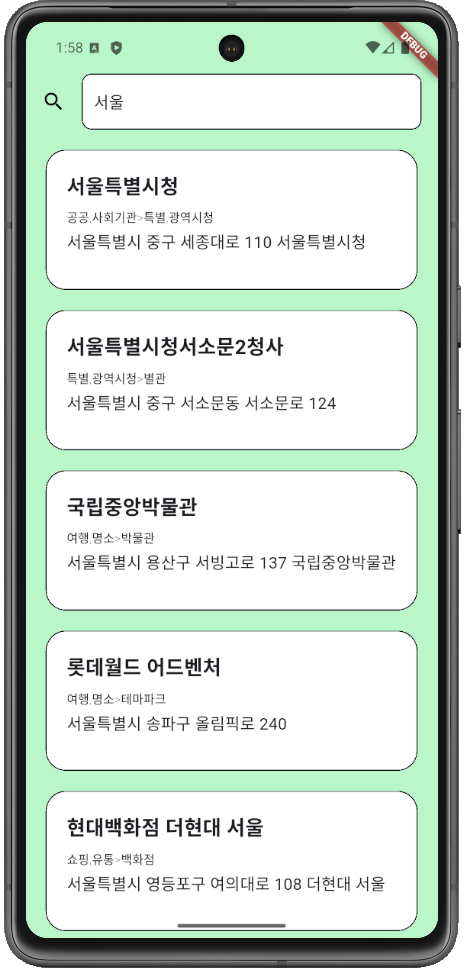 1:58
DEBUG
서울
서울특별시청
공공,사회기관>특별,광역시청
서울특별시 중구 세종대로 110 서울특별시청
서울특별시청서소문2청사
특별,광역시청>별관
서울특별시 중구 서소문동 서소문로 124
국립중앙박물관
여행,명소>박물관
서울특별시 용산구 서빙고로 137 국립중앙박물관
롯데월드 어드벤처
여행,명소>테마파크
서울특별시 송파구 올림픽로 240
현대백화점 더현대 서울
쇼핑,유통>백화점
서울특별시 영등포구 여의대로 108 더현대 서울